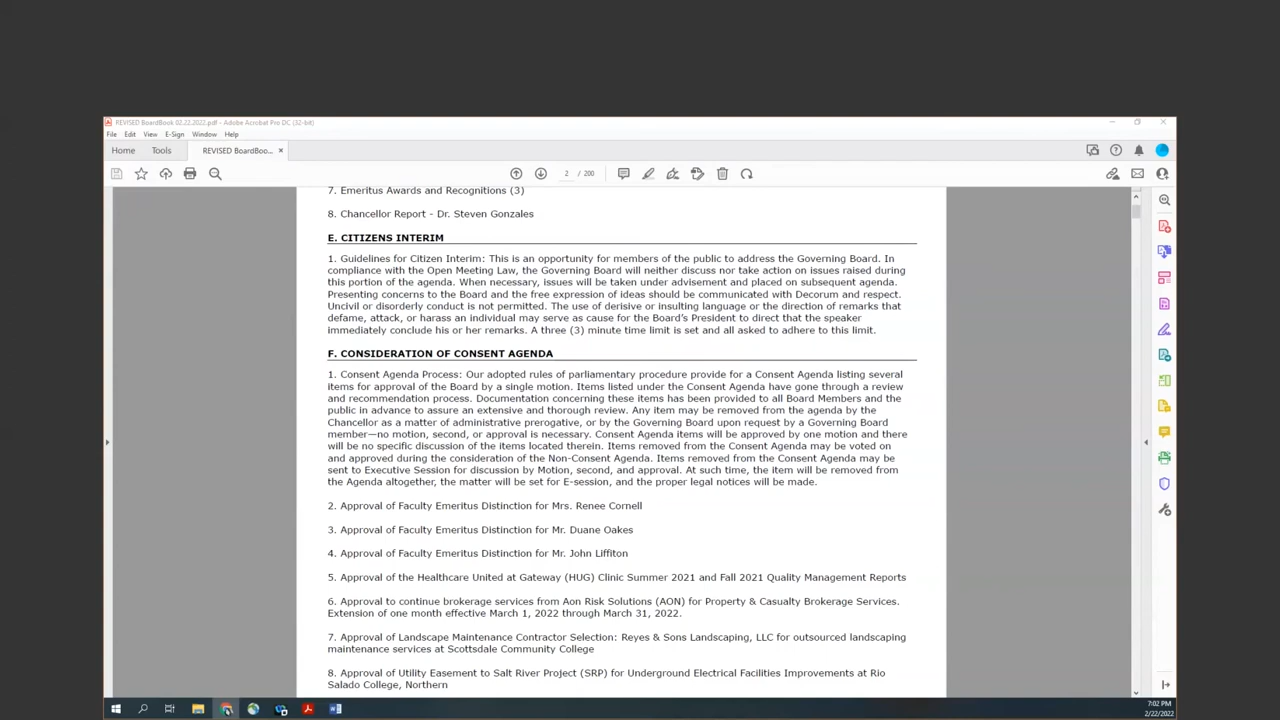 REVISED BoardBook 02.22.2022.pdf - Adobe Acrobat Pro DC (32-bit)
File Edit View E-Sign Window Help
Home Tools REVISED BoardBoo... ×
2 / 200
7. Emeritus Awards and Recognitions (3)
8. Chancellor Report - Dr. Steven Gonzales
E. CITIZENS INTERIM
1. Guidelines for Citizen Interim: This is an opportunity for members of the public to address the Governing Board. In
compliance with the Open Meeting Law, the Governing Board will neither discuss nor take action on issues raised during
this portion of the agenda. When necessary, issues will be taken under advisement and placed on subsequent agenda.
Presenting concerns to the Board and the free expression of ideas should be communicated with Decorum and respect.
Uncivil or disorderly conduct is not permitted. The use of derisive or insulting language or the direction of remarks that
defame, attack, or harass an individual may serve as cause for the Board's President to direct that the speaker
immediately conclude his or her remarks. A three (3) minute time limit is set and all asked to adhere to this limit.
F. CONSIDERATION OF CONSENT AGENDA
1. Consent Agenda Process: Our adopted rules of parliamentary procedure provide for a Consent Agenda listing several
items for approval of the Board by a single motion. Items listed under the Consent Agenda have gone through a review
and recommendation process. Documentation concerning these items has been provided to all Board Members and the
public in advance to assure an extensive and thorough review. Any item may be removed from the agenda by the
Chancellor as a matter of administrative prerogative, or by the Governing Board upon request by a Governing Board
member—no motion, second, or approval is necessary. Consent Agenda items will be approved by one motion and there
will be no specific discussion of the items located therein. Items removed from the Consent Agenda may be voted on
and approved during the consideration of the Non-Consent Agenda. Items removed from the Consent Agenda may be
sent to Executive Session for discussion by Motion, second, and approval. At such time, the item will be removed from
the Agenda altogether, the matter will be set for E-session, and the proper legal notices will be made.
2. Approval of Faculty Emeritus Distinction for Mrs. Renee Cornell
3. Approval of Faculty Emeritus Distinction for Mr. Duane Oakes
4. Approval of Faculty Emeritus Distinction for Mr. John Liffiton
5. Approval of the Healthcare United at Gateway (HUG) Clinic Summer 2021 and Fall 2021 Quality Management Reports
6. Approval to continue brokerage services from Aon Risk Solutions (AON) for Property & Casualty Brokerage Services.
Extension of one month effective March 1, 2022 through March 31, 2022.
7. Approval of Landscape Maintenance Contractor Selection: Reyes & Sons Landscaping, LLC for outsourced landscaping
maintenance services at Scottsdale Community College
8. Approval of Utility Easement to Salt River Project (SRP) for Underground Electrical Facilities Improvements at Rio
Salado College, Northern
7:02 PM
2/22/2022